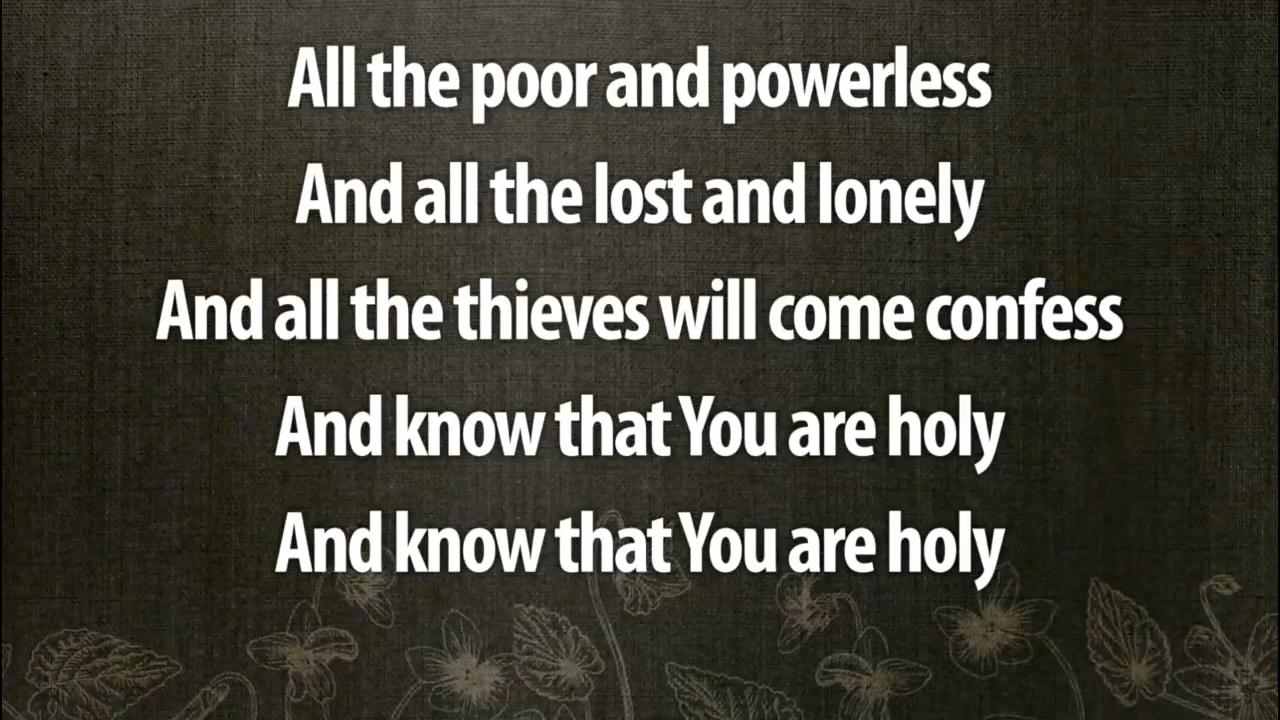 All the poor and powerless
And all the lost and lonely
And all the thieves will come confess
And know that You are holy
And know that You are holy